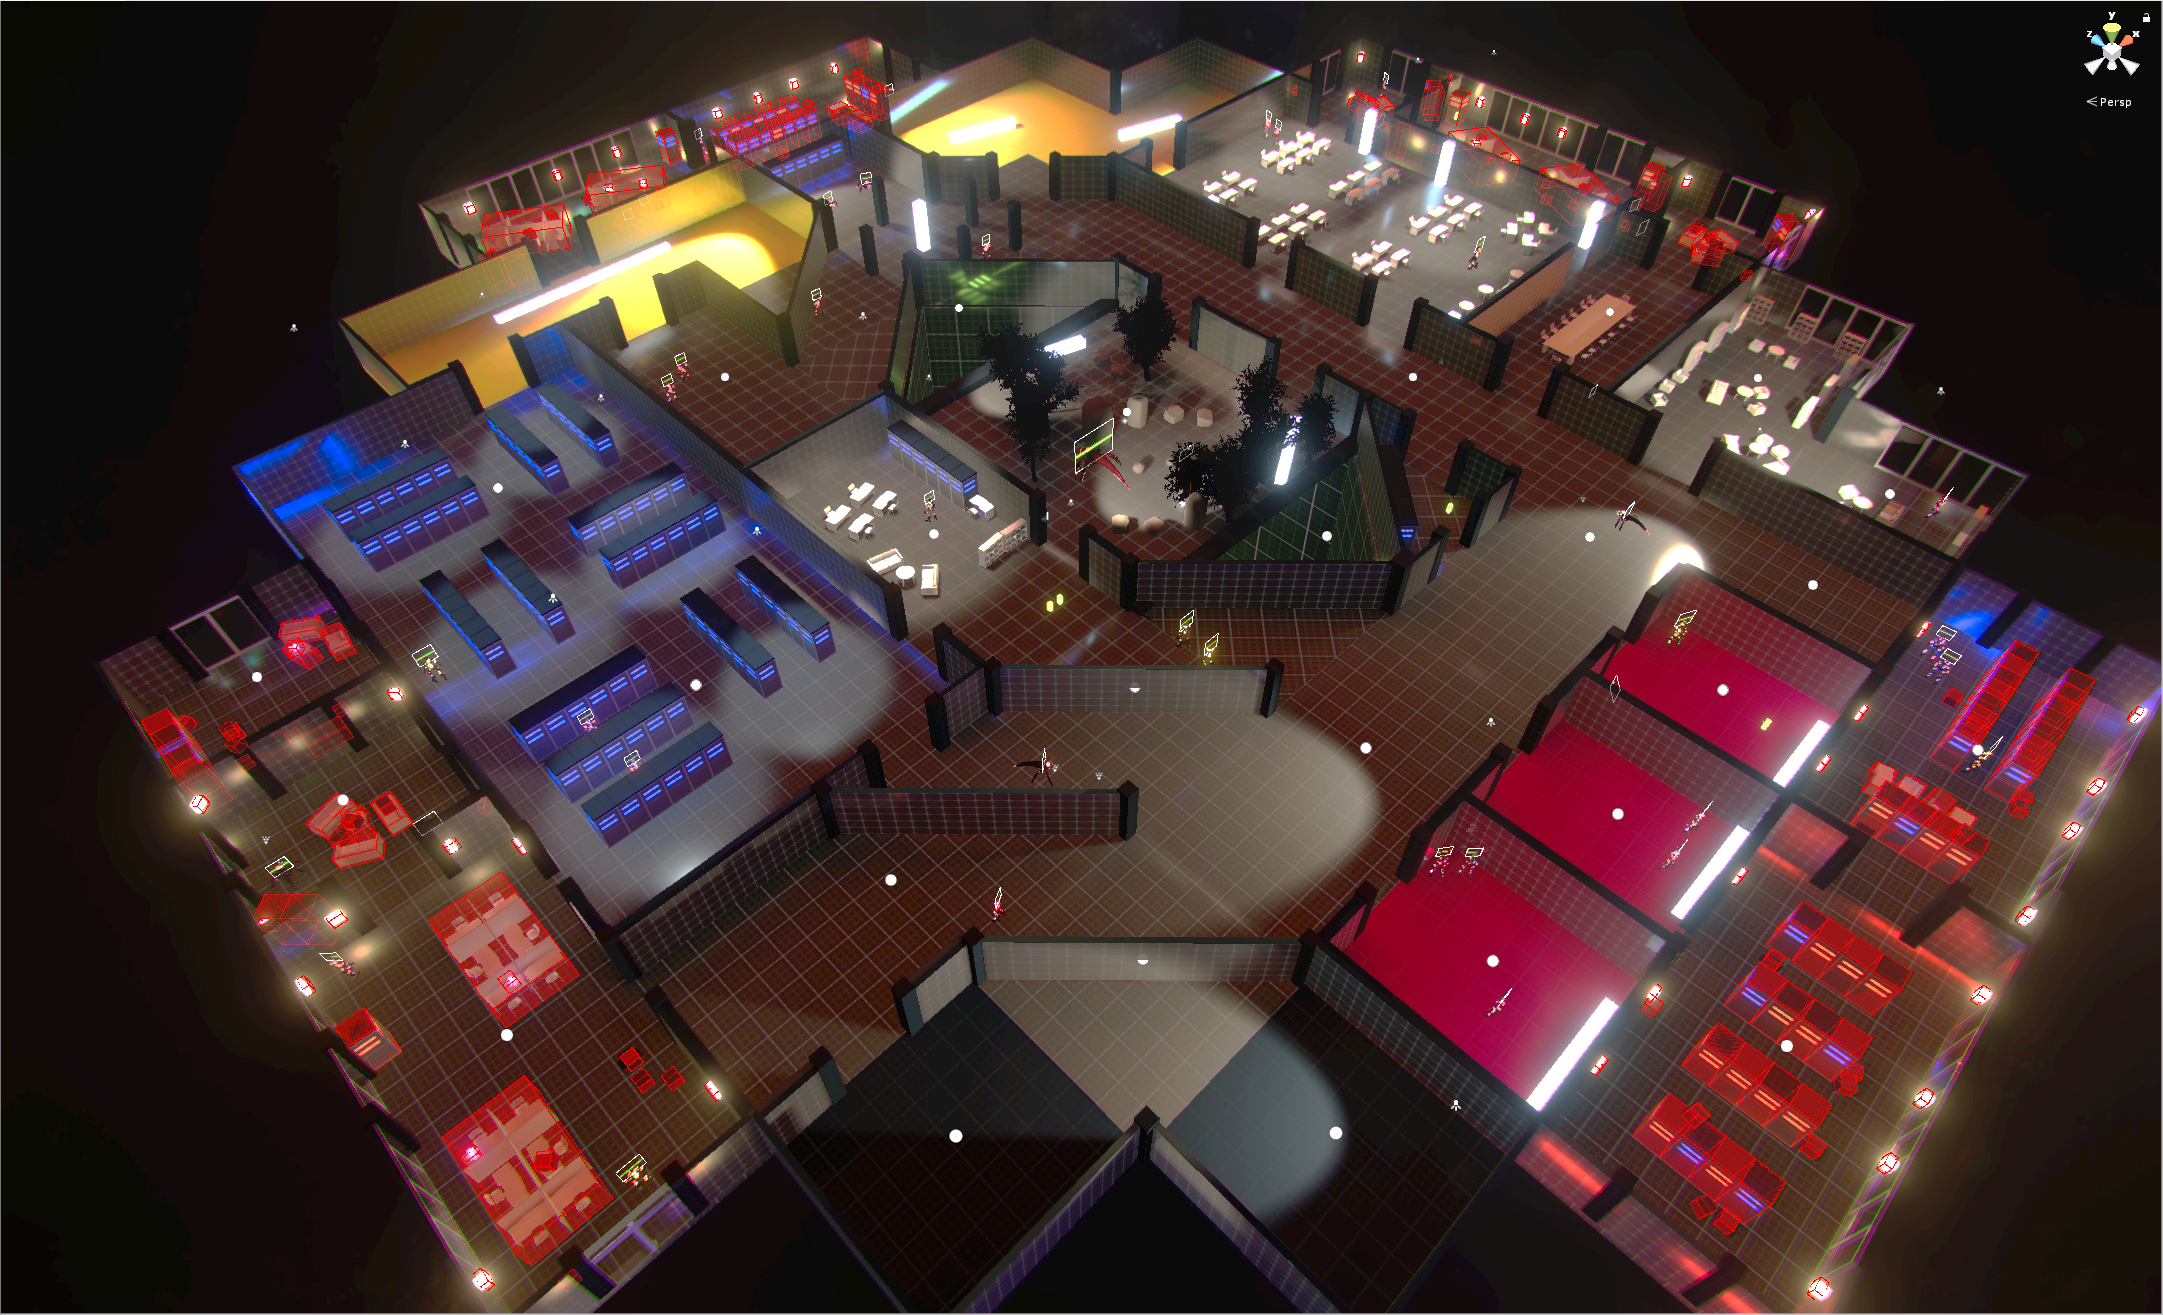 y
z x
< Persp